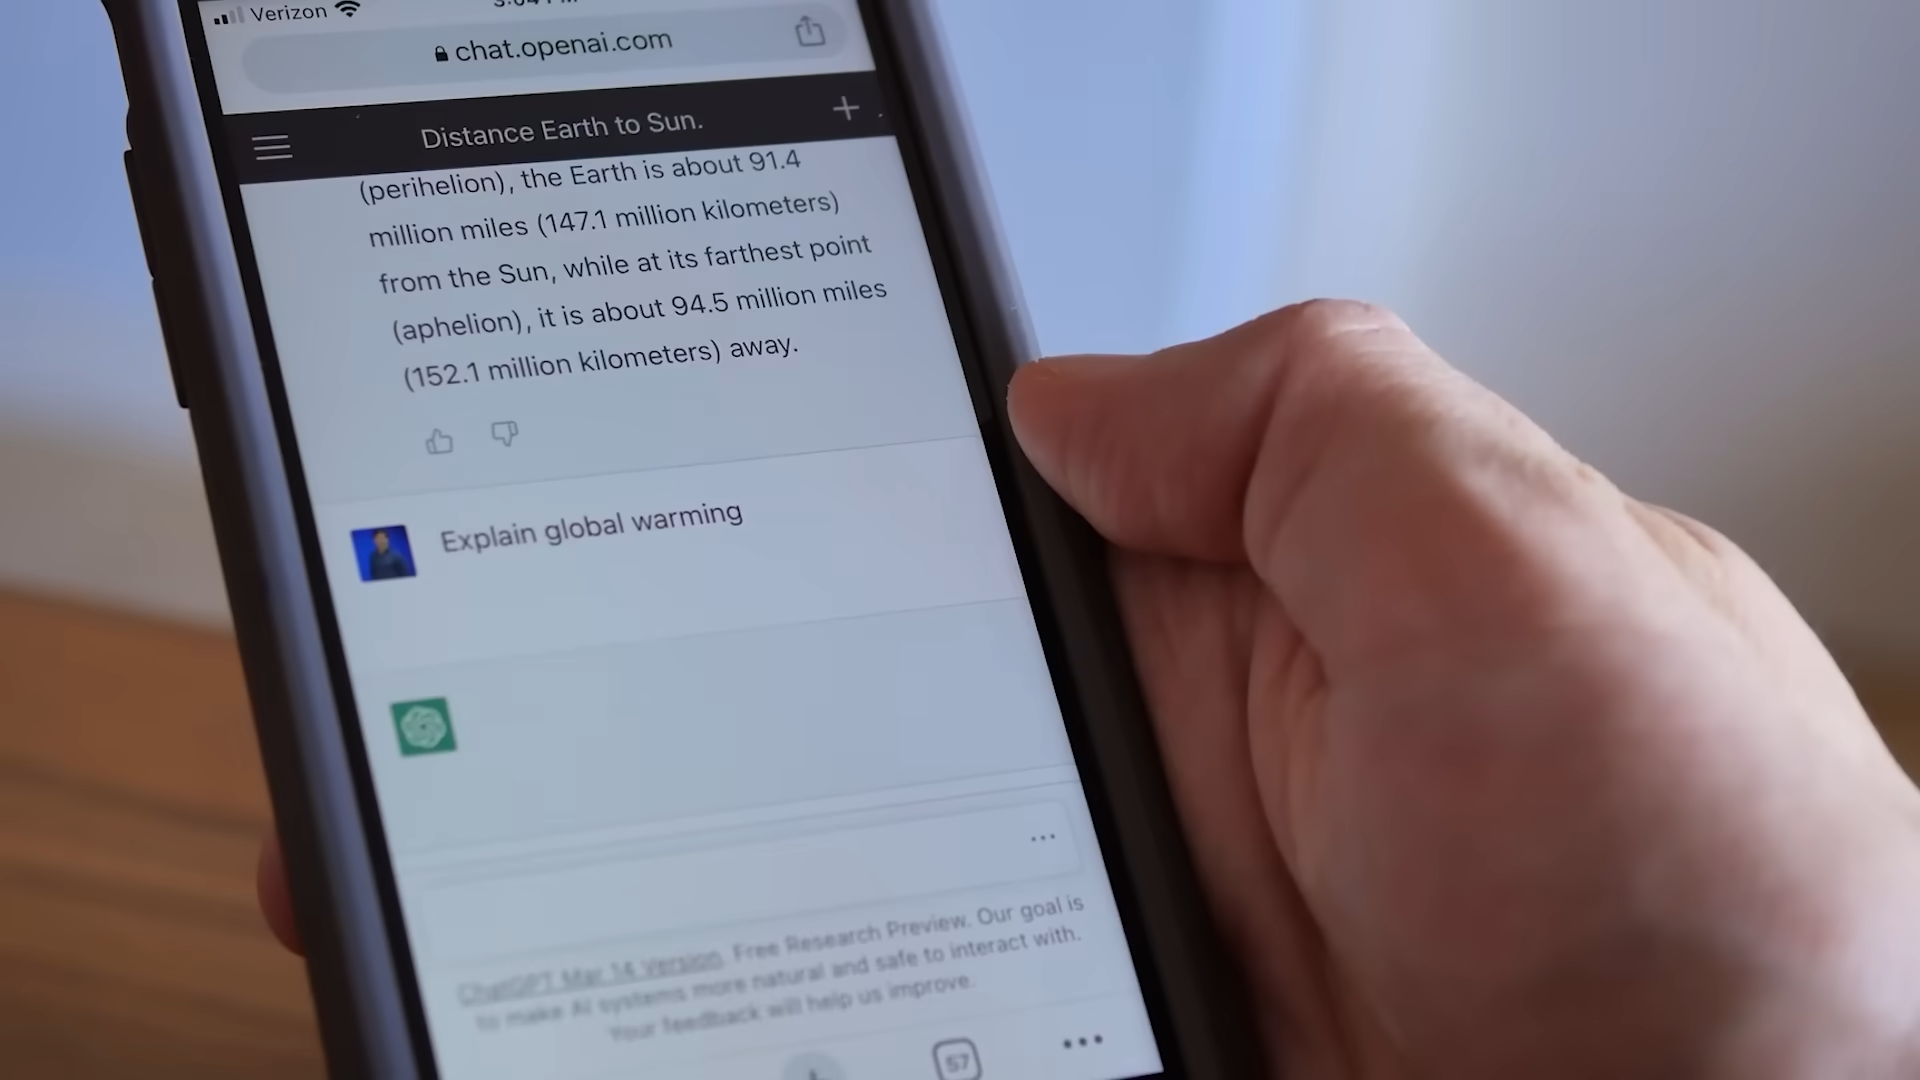 Verizon
chat.openai.com
Distance Earth to Sun.
(perihelion), the Earth is about 91.4
million miles (147.1 million kilometers)
from the Sun, while at its farthest point
(aphelion), it is about 94.5 million miles
(152.1 million kilometers) away.
Explain global warming
ChatGPT Mar 14 Version. Free Research Preview. Our goal is
to make AI systems more natural and safe to interact with.
Your feedback will help us improve.
57